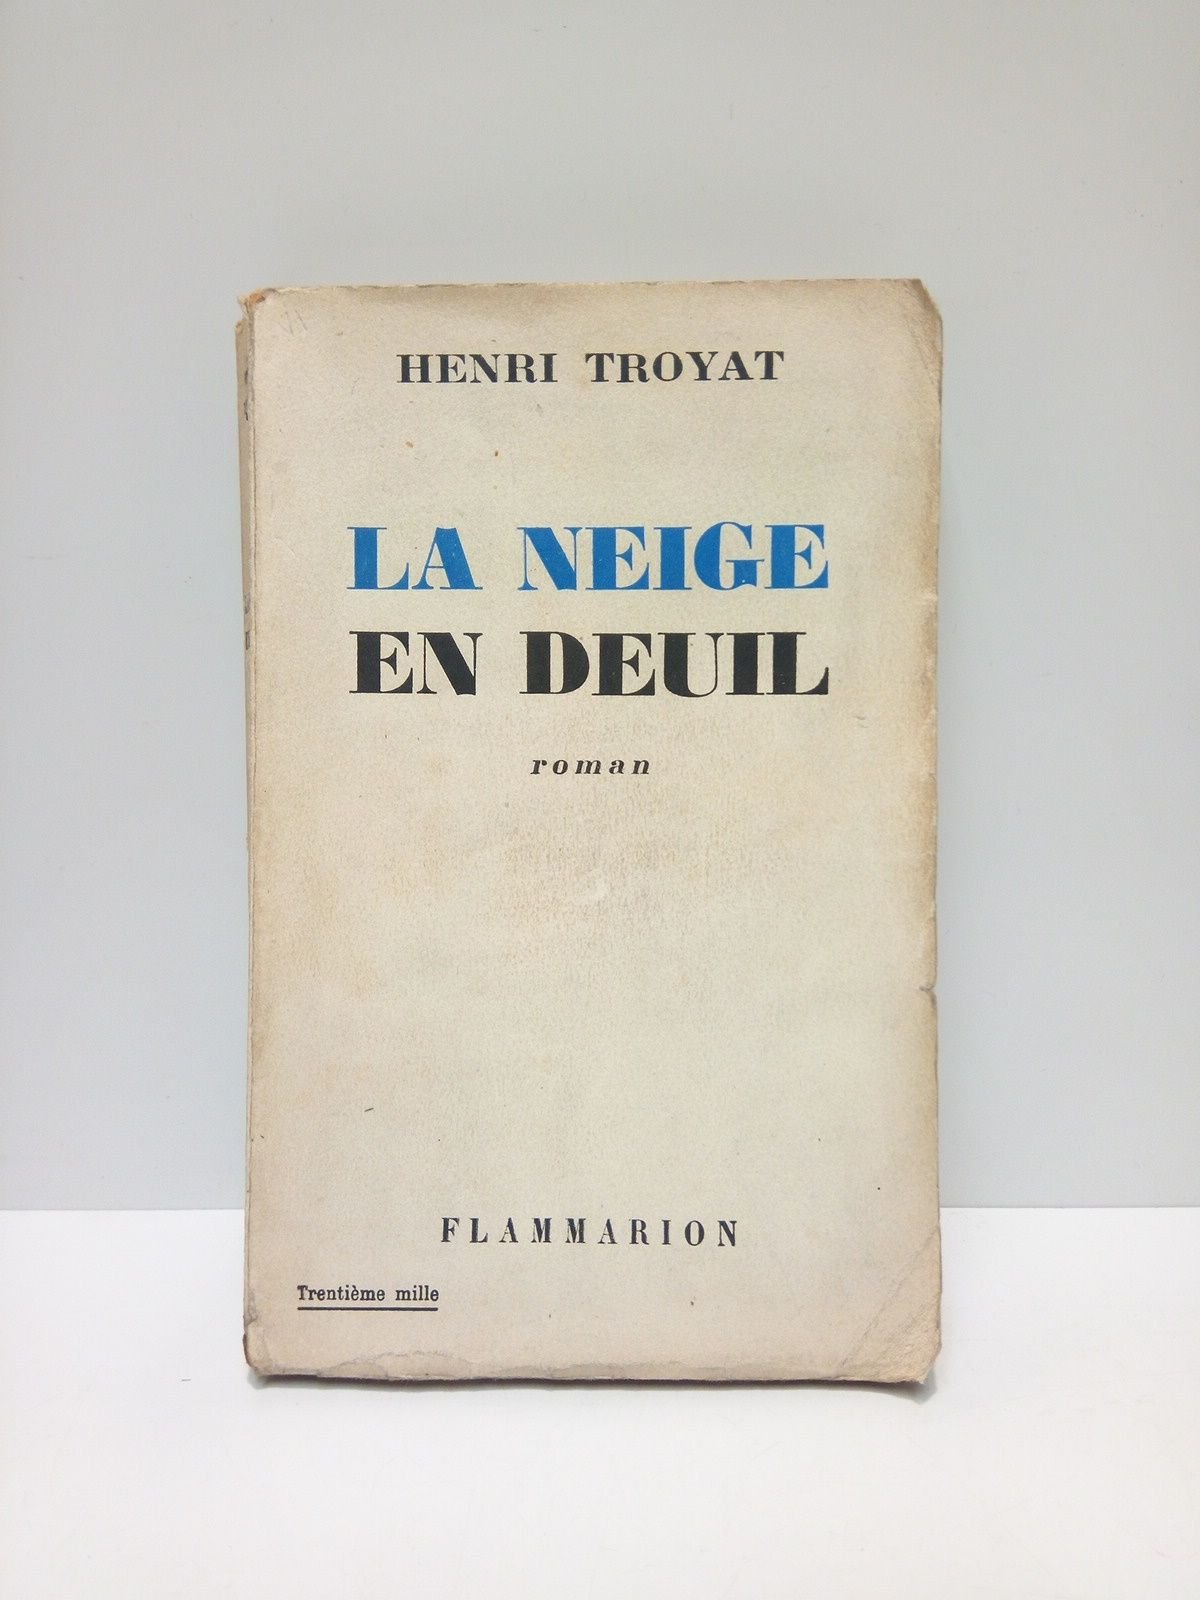 HENRI TROYAT
LA NEIGE
EN DEUIL
roman
FLAMMARION
Trentième mille